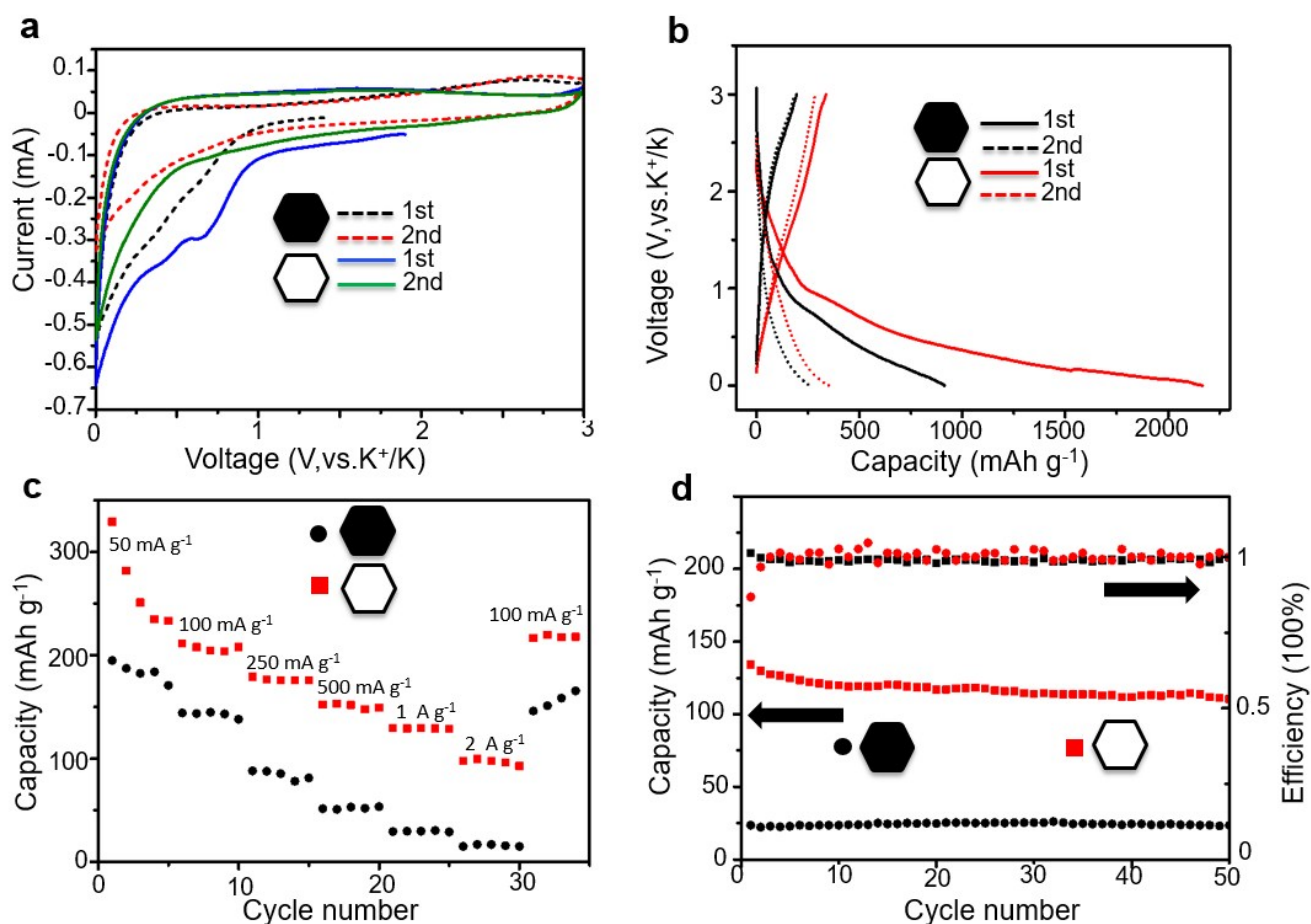 a
0.1
0
-0.1
-0.2
-0.3
-0.4
-0.5
-0.6
-0.7
Current (mA)
1st
2nd
1st
2nd
0 1 2 3
Voltage (V,vs.K⁺/K)
b
3
2
1
0
Voltage (V,vs.K⁺/k)
1st
2nd
1st
2nd
0 500 1000 1500 2000
Capacity (mAh g⁻¹)
c
300
200
100
0
Capacity (mAh g⁻¹)
50 mA g⁻¹
100 mA g⁻¹
250 mA g⁻¹
500 mA g⁻¹
1 A g⁻¹
2 A g⁻¹
100 mA g⁻¹
0 10 20 30
Cycle number
d
200
175
150
125
100
75
50
25
0
Capacity (mAh g⁻¹)
1
0.5
0
Efficiency (100%)
0 10 20 30 40 50
Cycle number